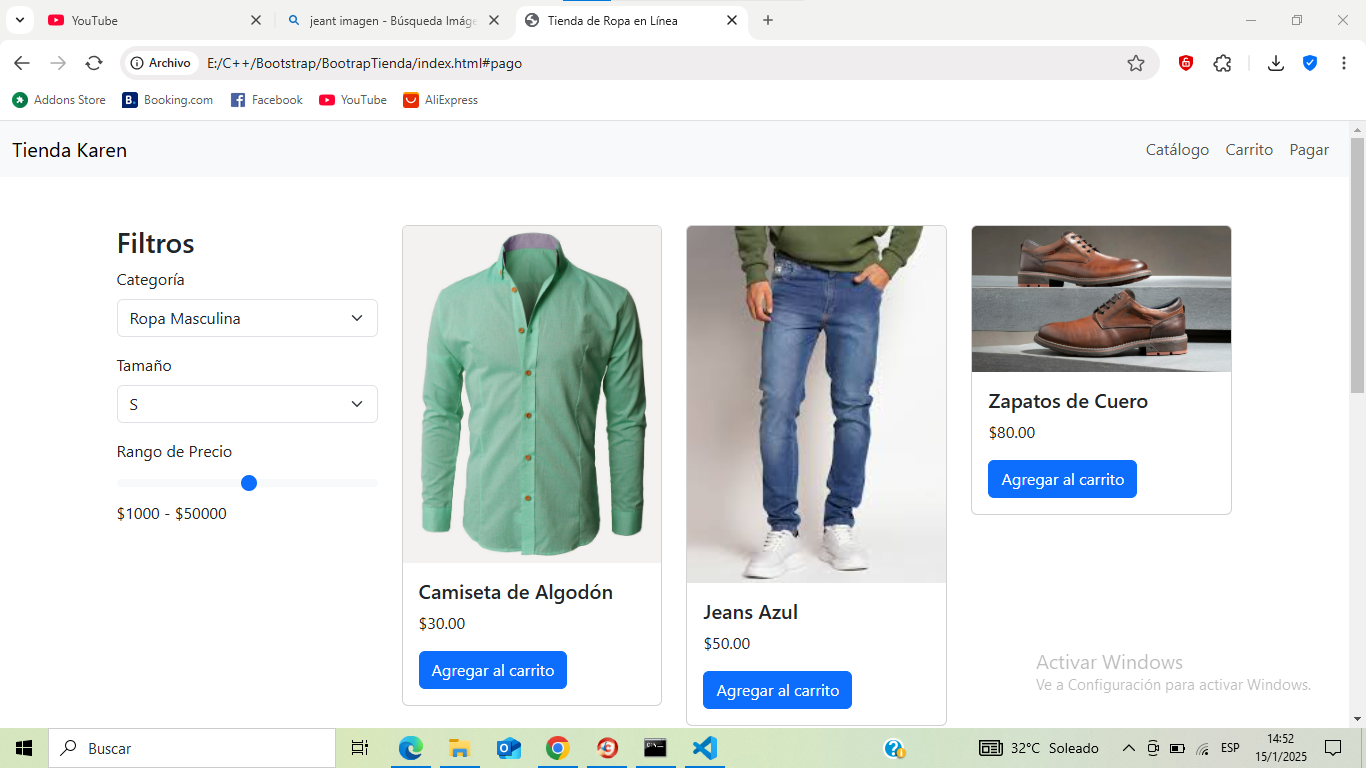 YouTube
jeant imagen - Búsqueda Imáge
Tienda de Ropa en Línea
Archivo
E:/C++/Bootstrap/BootrapTienda/index.html#pago
Addons Store
Booking.com
Facebook
YouTube
AliExpress
Tienda Karen
Catálogo
Carrito
Pagar
Filtros
Categoría
Ropa Masculina
Tamaño
S
Rango de Precio
$1000 - $50000
Camiseta de Algodón
$30.00
Agregar al carrito
Jeans Azul
$50.00
Agregar al carrito
Zapatos de Cuero
$80.00
Agregar al carrito
Activar Windows
Ve a Configuración para activar Windows.
Buscar
32°C Soleado
ESP
14:52
15/1/2025